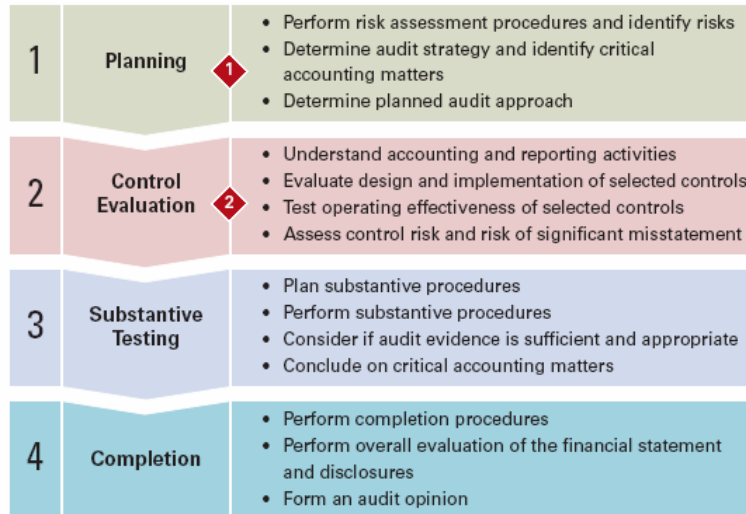 1
Planning
1
• Perform risk assessment procedures and identify risks
• Determine audit strategy and identify critical
accounting matters
• Determine planned audit approach
2
Control
Evaluation
2
• Understand accounting and reporting activities
• Evaluate design and implementation of selected controls
• Test operating effectiveness of selected controls
• Assess control risk and risk of significant misstatement
3
Substantive
Testing
• Plan substantive procedures
• Perform substantive procedures
• Consider if audit evidence is sufficient and appropriate
• Conclude on critical accounting matters
4
Completion
• Perform completion procedures
• Perform overall evaluation of the financial statement
and disclosures
• Form an audit opinion